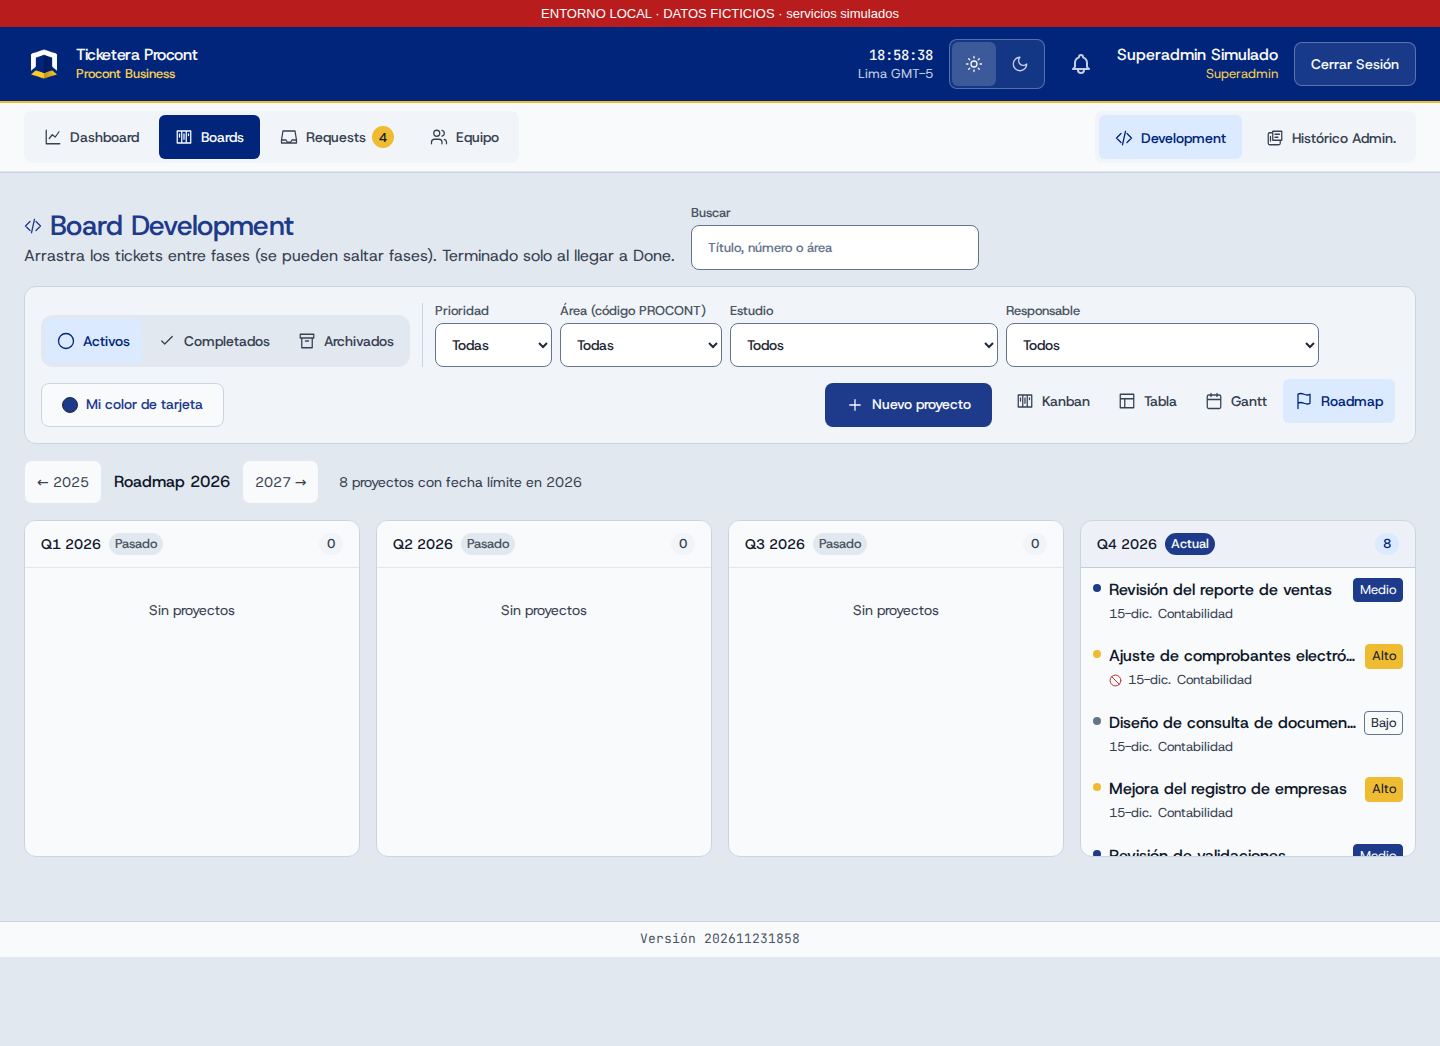 ENTORNO LOCAL · DATOS FICTICIOS · servicios simulados
Ticketera Procont
Procont Business
18:58:38
Lima GMT-5
Superadmin Simulado
Superadmin
Cerrar Sesión
Dashboard
Boards
Requests 4
Equipo
Development
Histórico Admin.
Board Development
Arrastra los tickets entre fases (se pueden saltar fases). Terminado solo al llegar a Done.
Buscar
Título, número o área
Activos
Completados
Archivados
Prioridad
Todas
Área (código PROCONT)
Todas
Estudio
Todos
Responsable
Todos
Mi color de tarjeta
+ Nuevo proyecto
Kanban
Tabla
Gantt
Roadmap
← 2025
Roadmap 2026
2027 →
8 proyectos con fecha límite en 2026
Q1 2026 Pasado 0
Sin proyectos
Q2 2026 Pasado 0
Sin proyectos
Q3 2026 Pasado 0
Sin proyectos
Q4 2026 Actual 8
Revisión del reporte de ventas Medio
15-dic. Contabilidad
Ajuste de comprobantes electró... Alto
15-dic. Contabilidad
Diseño de consulta de documen... Bajo
15-dic. Contabilidad
Mejora del registro de empresas Alto
15-dic. Contabilidad
Revisión de validaciones Medio
Versión 202611231858